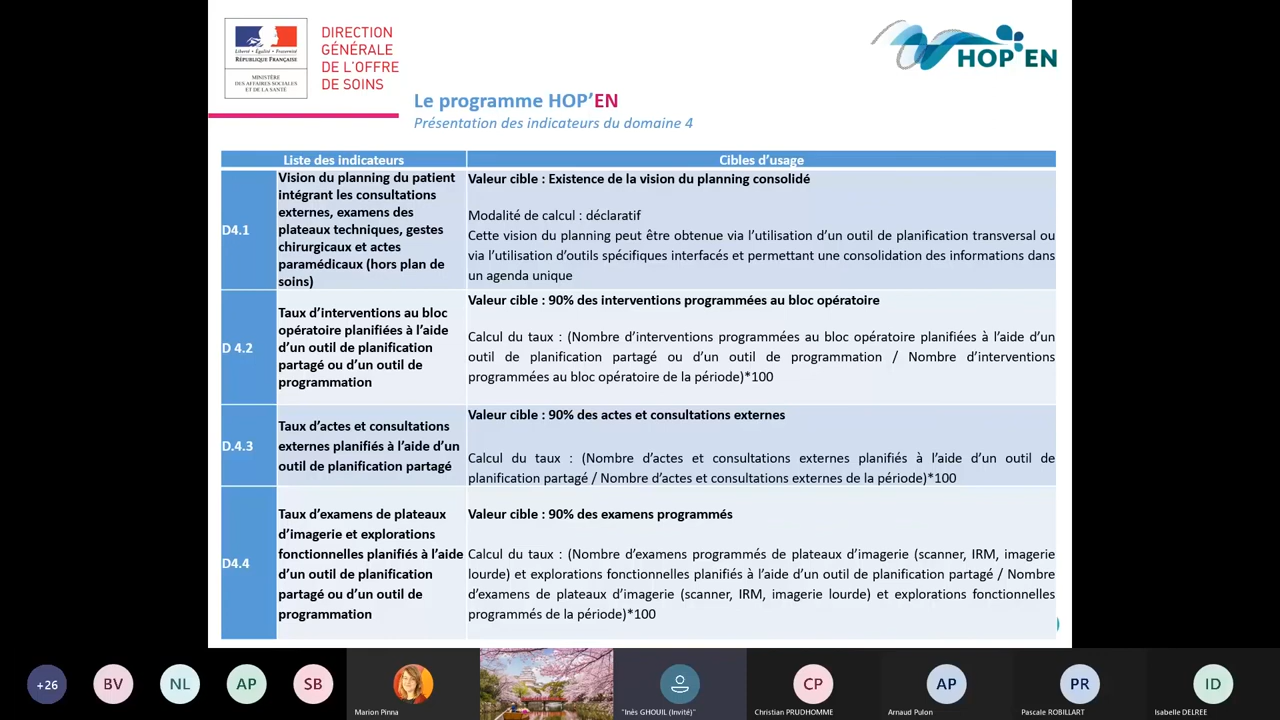 Liberté • Égalité • Fraternité
RÉPUBLIQUE FRANÇAISE
MINISTÈRE
DES AFFAIRES SOCIALES
ET DE LA SANTÉ
DIRECTION
GÉNÉRALE
DE L'OFFRE
DE SOINS
HOP'EN
Le programme HOP'EN
Présentation des indicateurs du domaine 4
Liste des indicateurs
Cibles d'usage
D4.1
Vision du planning du patient
intégrant les consultations
externes, examens des
plateaux techniques, gestes
chirurgicaux et actes
paramédicaux (hors plan de
soins)
Valeur cible : Existence de la vision du planning consolidé
Modalité de calcul : déclaratif
Cette vision du planning peut être obtenue via l'utilisation d'un outil de planification transversal ou
via l'utilisation d'outils spécifiques interfacés et permettant une consolidation des informations dans
un agenda unique
D 4.2
Taux d'interventions au bloc
opératoire planifiées à l'aide
d'un outil de planification
partagé ou d'un outil de
programmation
Valeur cible : 90% des interventions programmées au bloc opératoire
Calcul du taux : (Nombre d'interventions programmées au bloc opératoire planifiées à l'aide d'un
outil de planification partagé ou d'un outil de programmation / Nombre d'interventions
programmées au bloc opératoire de la période)*100
D.4.3
Taux d'actes et consultations
externes planifiés à l'aide d'un
outil de planification partagé
Valeur cible : 90% des actes et consultations externes
Calcul du taux : (Nombre d'actes et consultations externes planifiés à l'aide d'un outil de
planification partagé / Nombre d'actes et consultations externes de la période)*100
D4.4
Taux d'examens de plateaux
d'imagerie et explorations
fonctionnelles planifiés à l'aide
d'un outil de planification
partagé ou d'un outil de
programmation
Valeur cible : 90% des examens programmés
Calcul du taux : (Nombre d'examens programmés de plateaux d'imagerie (scanner, IRM, imagerie
lourde) et explorations fonctionnelles planifiés à l'aide d'un outil de planification partagé / Nombre
d'examens de plateaux d'imagerie (scanner, IRM, imagerie lourde) et explorations fonctionnelles
programmés de la période)*100
+26
BV
NL
AP
SB
Marion Pinna
"Inès GHOUIL (Invité)"
CP
Christian PRUDHOMME
AP
Arnaud Pulon
PR
Pascale ROBILLART
ID
Isabelle DELREE